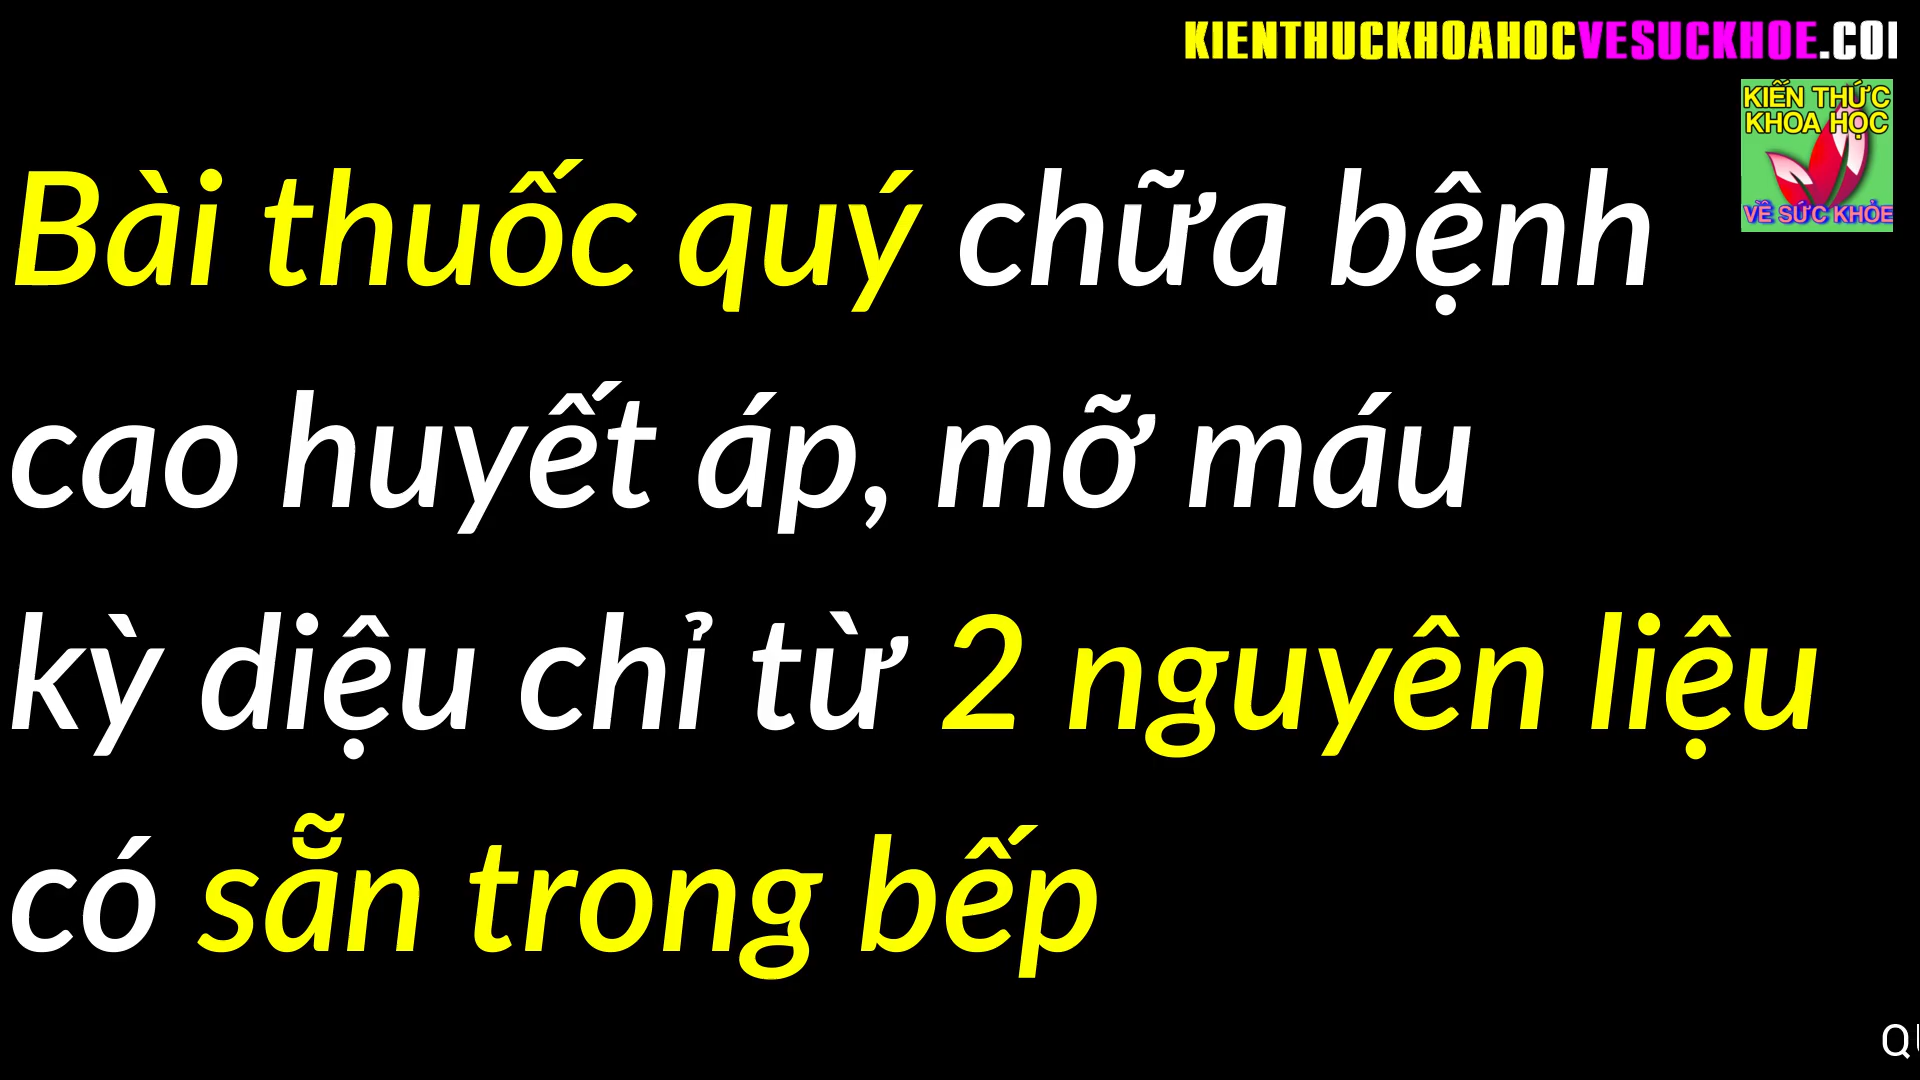 KIENTHUCKHOAHOCVESUCKHOE.COI
KIẾN THỨC
KHOA HỌC
VỀ SỨC KHỎE
Bài thuốc quý chữa bệnh
cao huyết áp, mỡ máu
kỳ diệu chỉ từ 2 nguyên liệu
có sẵn trong bếp